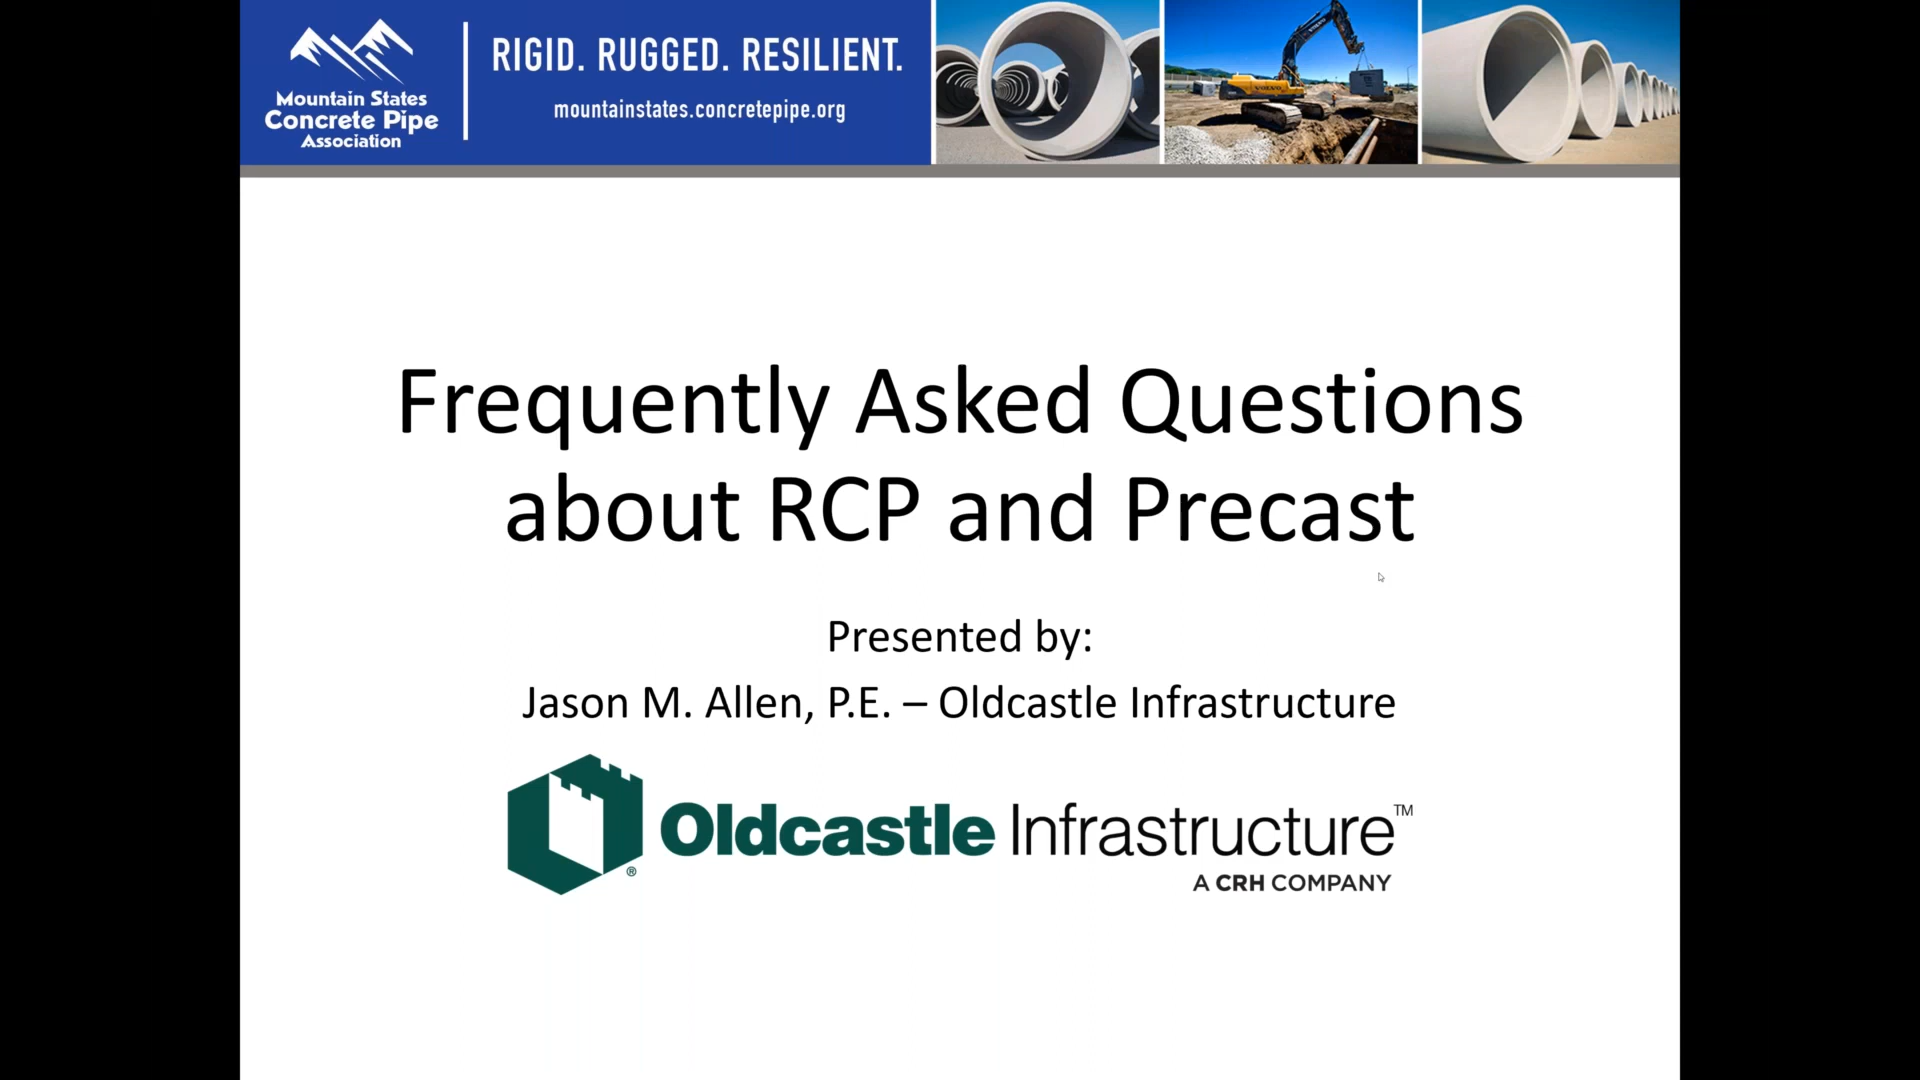 Mountain States
Concrete Pipe
Association
RIGID. RUGGED. RESILIENT.
mountainstates.concretepipe.org
Frequently Asked Questions
about RCP and Precast
Presented by:
Jason M. Allen, P.E. – Oldcastle Infrastructure
Oldcastle Infrastructure™
®
A CRH COMPANY